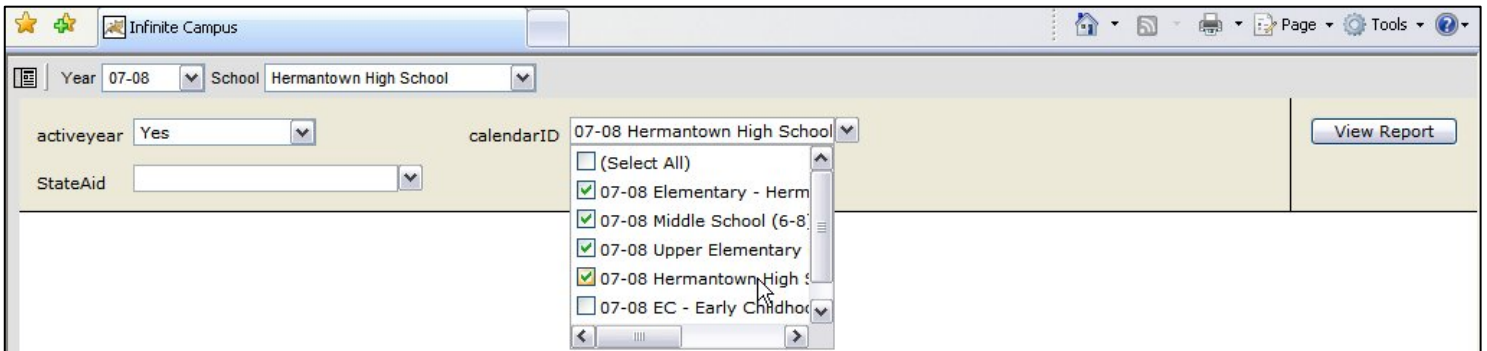 Infinite Campus
Page Tools
Year 07-08 School Hermantown High School
activeyear Yes calendarID 07-08 Hermantown High School View Report
StateAid
(Select All)
07-08 Elementary - Herm
07-08 Middle School (6-8)
07-08 Upper Elementary
07-08 Hermantown High S
07-08 EC - Early Childhoo